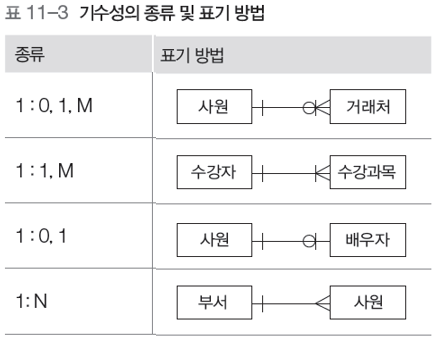 표 11-3 기수성의 종류 및 표기 방법
종류 표기 방법
1 : 0, 1, M 사원 거래처
1 : 1, M 수강자 수강과목
1 : 0, 1 사원 배우자
1: N 부서 사원